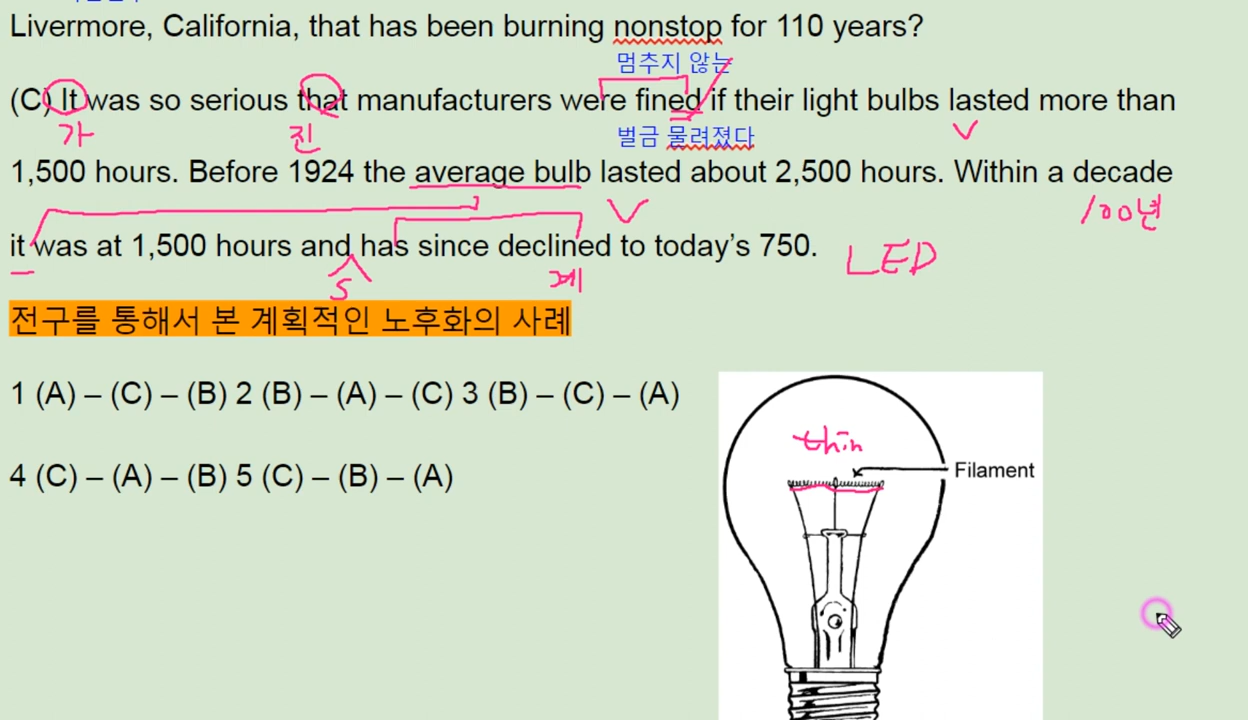 Livermore, California, that has been burning nonstop for 110 years?
멈추지 않는
(C) It was so serious that manufacturers were fined if their light bulbs lasted more than
가 진 벌금 물려졌다 V
1,500 hours. Before 1924 the average bulb lasted about 2,500 hours. Within a decade
V 100년
it was at 1,500 hours and has since declined to today's 750. LED
S 계
전구를 통해서 본 계획적인 노후화의 사례
1 (A) – (C) – (B) 2 (B) – (A) – (C) 3 (B) – (C) – (A)
thin
Filament
4 (C) – (A) – (B) 5 (C) – (B) – (A)